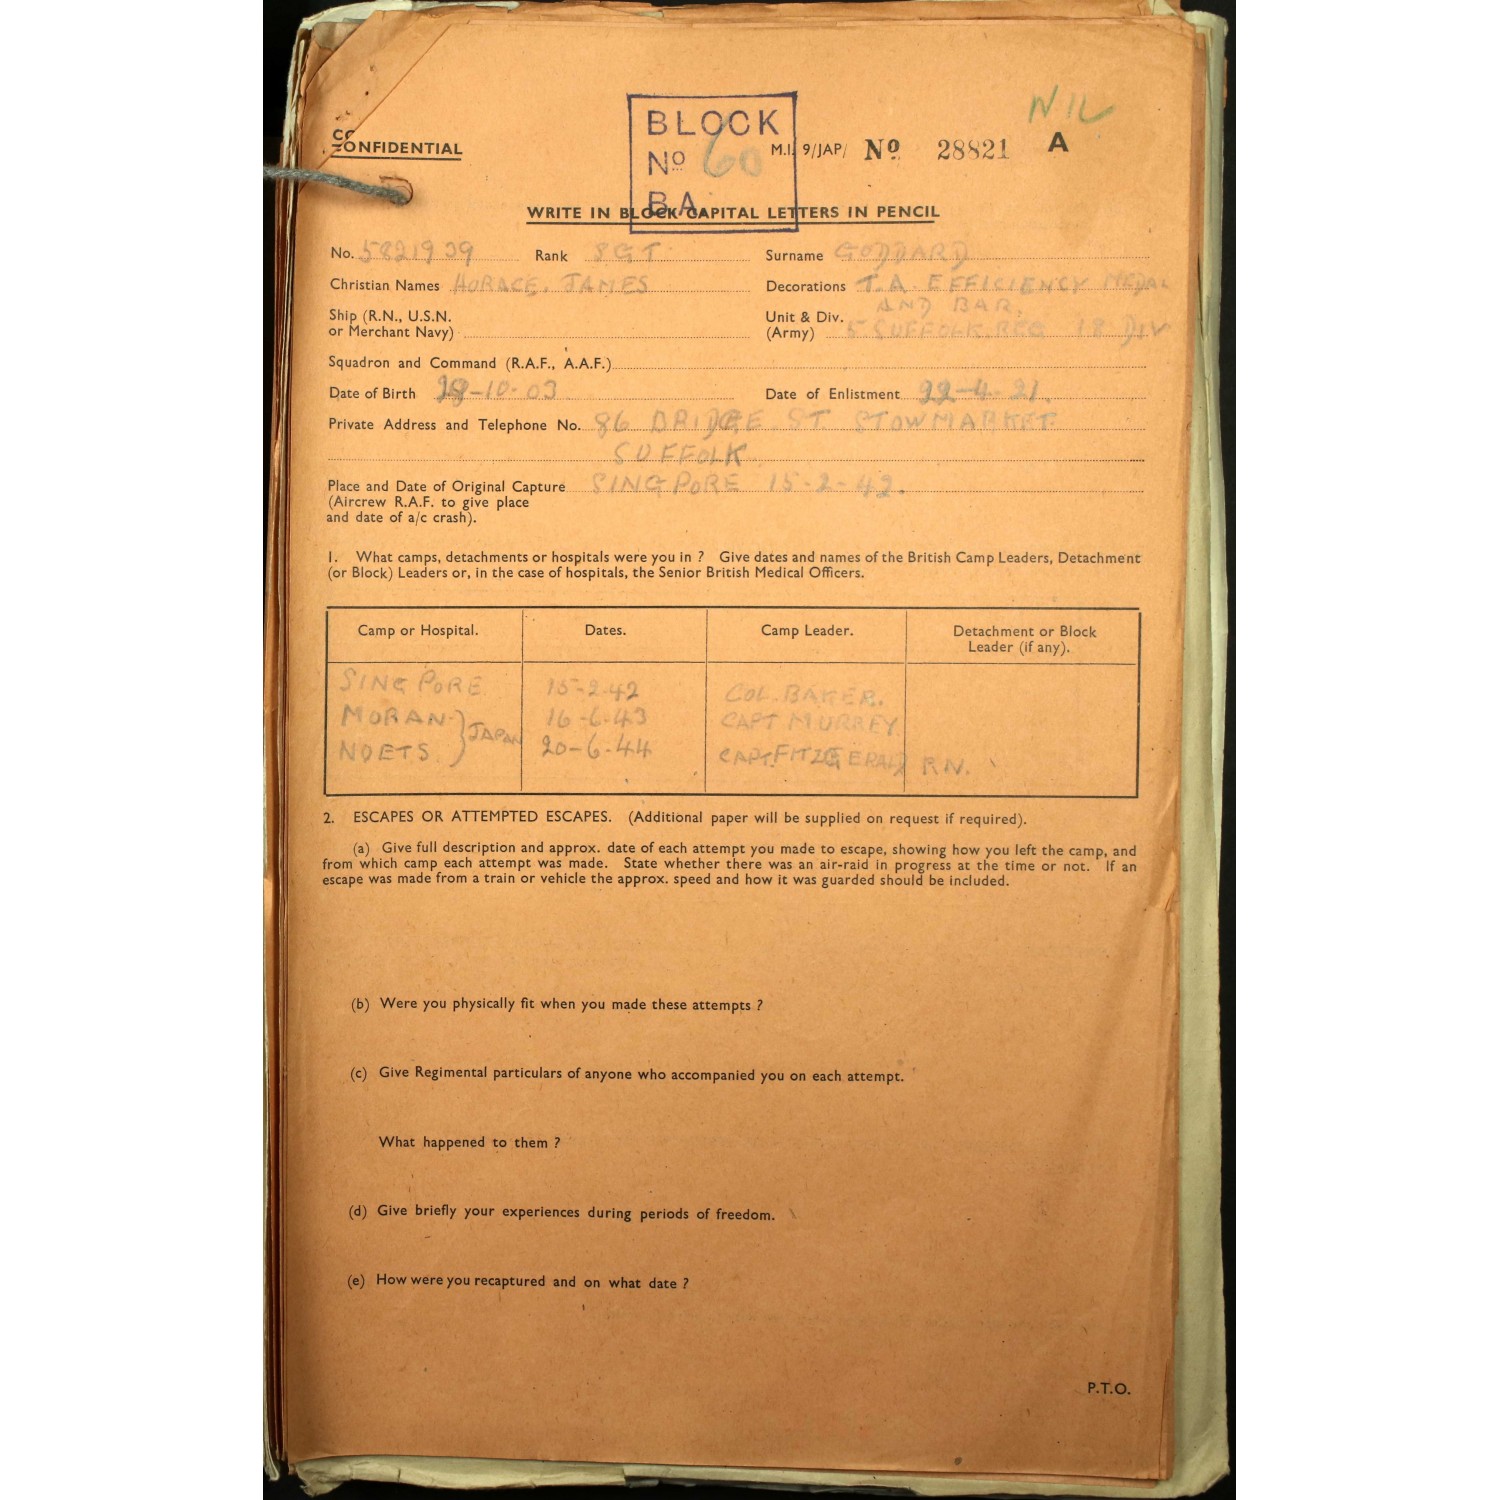 NIL
BLOCK
No 60
BA
CONFIDENTIAL
M.I. 9/JAP/ No 28821 A
WRITE IN BLOCK CAPITAL LETTERS IN PENCIL
No. 5821939 Rank SGT Surname GODDARD
Christian Names HORACE. JAMES Decorations T.A. EFFICIENCY MEDAL
AND BAR.
Ship (R.N., U.S.N. Unit & Div.
or Merchant Navy) (Army) 5 SUFFOLK. REG 18 DIV
Squadron and Command (R.A.F., A.A.F.)
Date of Birth -10-03 Date of Enlistment 22-4-21.
Private Address and Telephone No. 86 BRIDGE ST. STOWMARKET
SUFFOLK
Place and Date of Original Capture SINGPORE 15-2-42.
(Aircrew R.A.F. to give place
and date of a/c crash).
1. What camps, detachments or hospitals were you in ? Give dates and names of the British Camp Leaders, Detachment
(or Block) Leaders or, in the case of hospitals, the Senior British Medical Officers.
Camp or Hospital. Dates. Camp Leader. Detachment or Block
Leader (if any).
SINGPORE 15-2-42 COL. BAKER.
MORAN } JAPAN 16-6-43 CAPT MURREY
NOETS. 20-6-44 CAPT. FITZGERALD R.N.
2. ESCAPES OR ATTEMPTED ESCAPES. (Additional paper will be supplied on request if required).
(a) Give full description and approx. date of each attempt you made to escape, showing how you left the camp, and
from which camp each attempt was made. State whether there was an air-raid in progress at the time or not. If an
escape was made from a train or vehicle the approx. speed and how it was guarded should be included.
(b) Were you physically fit when you made these attempts ?
(c) Give Regimental particulars of anyone who accompanied you on each attempt.
What happened to them ?
(d) Give briefly your experiences during periods of freedom.
(e) How were you recaptured and on what date ?
P.T.O.